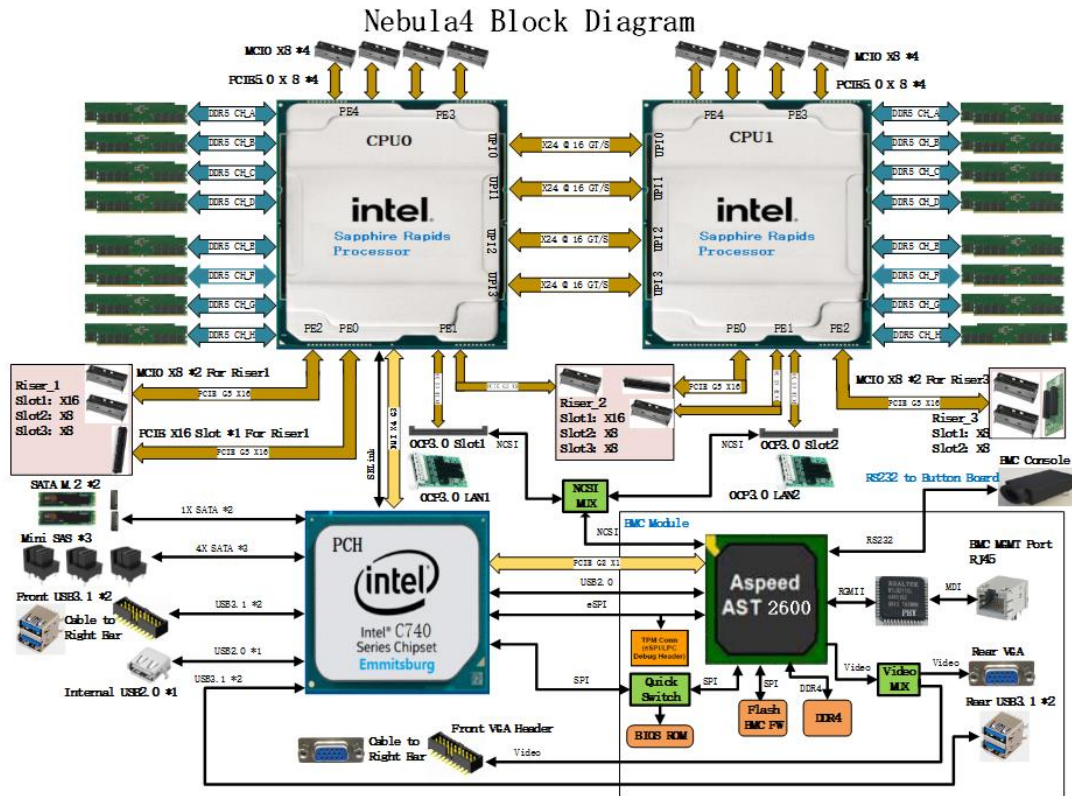 Nebula4 Block Diagram
MCIO X8 *4
PCIE5.0 X 8 *4
MCIO X8 *4
PCIE5.0 X 8 *4
PE4
PE3
PE4
PE3
CPU0
CPU1
DDR5 CH_A
DDR5 CH_B
DDR5 CH_C
DDR5 CH_D
DDR5 CH_E
DDR5 CH_F
DDR5 CH_G
DDR5 CH_H
intel.
Sapphire Rapids
Processor
UPI0
UPI1
UPI2
UPI3
X24 @ 16 GT/S
X24 @ 16 GT/S
X24 @ 16 GT/S
X24 @ 16 GT/S
UPI0
UPI1
UPI2
UPI3
intel.
Sapphire Rapids
Processor
DDR5 CH_A
DDR5 CH_B
DDR5 CH_C
DDR5 CH_D
DDR5 CH_E
DDR5 CH_F
DDR5 CH_G
DDR5 CH_H
PE2
PE0
PE1
PE0
PE1
PE2
Riser_1
Slot1: X16
Slot2: X8
Slot3: X8
MCIO X8 *2 For Riser1
PCIE G5 X16
PCIE X16 Slot *1 For Riser1
PCIE G5 X16
DMI X4 G3
Riser_2
Slot1: X16
Slot2: X8
Slot3: X8
PCIE G5 X16
MCIO X8 *2 For Riser3
PCIE G5 X16
Riser_3
Slot1: X8
Slot2: X8
OCP3.0 Slot1
OCP3.0 LAN1
NCSI
NCSI
MUX
NCSI
NCSI
OCP3.0 Slot2
OCP3.0 LAN2
RS232 to Button Board
BMC Console
SATA M.2 *2
1X SATA *2
Mini SAS *3
4X SATA *3
Front USB3.1 *2
Cable to
Right Bar
USB3.1 *2
USB2.0 *1
Internal USB2.0 *1
USB3.1 *2
PCH
intel
Intel® C740
Series Chipset
Emmitsburg
BMC Module
USB2.0
eSPI
TPM Conn
(eSPI/LPC
Debug Header)
SPI
Quick
Switch
SPI
BIOS ROM
Aspeed
AST 2600
SPI
Flash
BMC FW
DDR4
DDR4
RS232
RGMII
REALTEK
PHY
MDI
BMC MGMT Port
RJ45
Video
Video
MUX
Video
Rear VGA
Rear USB3.1 *2
Cable to
Right Bar
Front VGA Header
Video